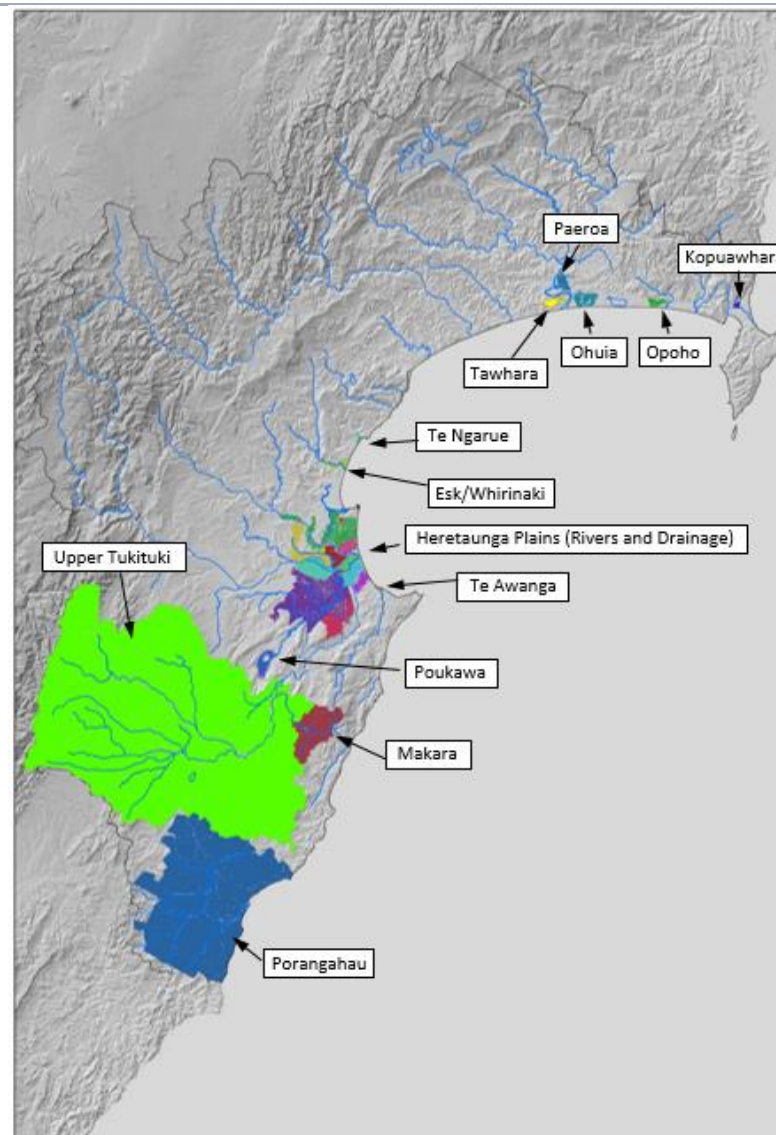 Paeroa
Kopuawhara
Tawhara
Ohuia
Opoho
Te Ngarue
Esk/Whirinaki
Heretaunga Plains (Rivers and Drainage)
Upper Tukituki
Te Awanga
Poukawa
Makara
Porangahau